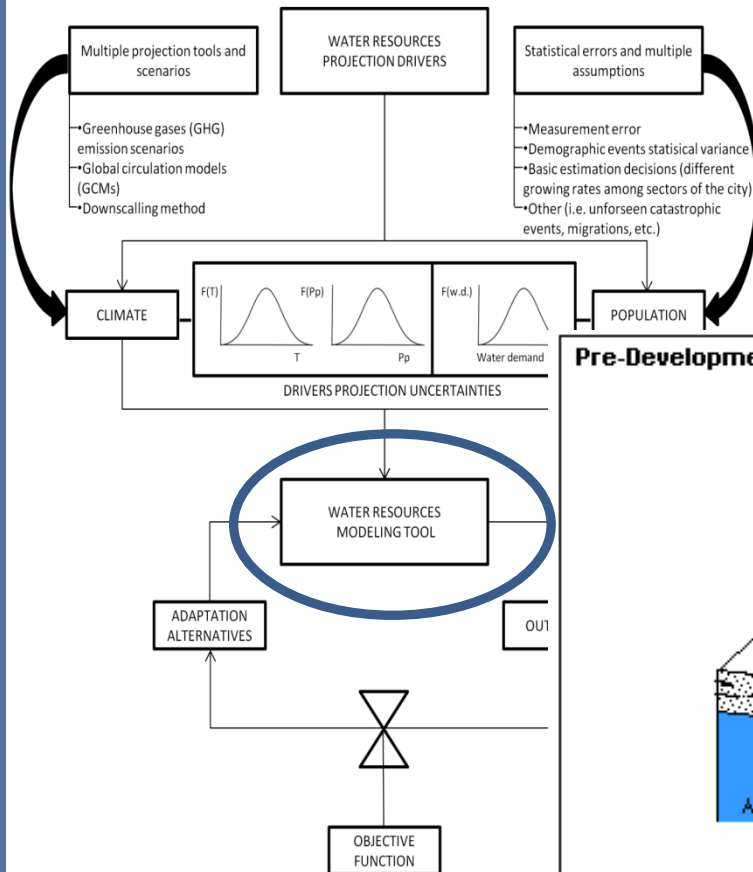 Multiple projection tools and
scenarios
WATER RESOURCES
PROJECTION DRIVERS
Statistical errors and multiple
assumptions
•Greenhouse gases (GHG)
emission scenarios
•Global circulation models
(GCMs)
•Downscalling method
•Measurement error
•Demographic events statisical variance
•Basic estimation decisions (different
growing rates among sectors of the city)
•Other (i.e. unforseen catastrophic
events, migrations, etc.)
CLIMATE
F(T)
T
F(Pp)
Pp
F(w.d.)
Water demand
POPULATION
DRIVERS PROJECTION UNCERTAINTIES
Pre-Developme
WATER RESOURCES
MODELING TOOL
ADAPTATION
ALTERNATIVES
OUT
A
OBJECTIVE
FUNCTION